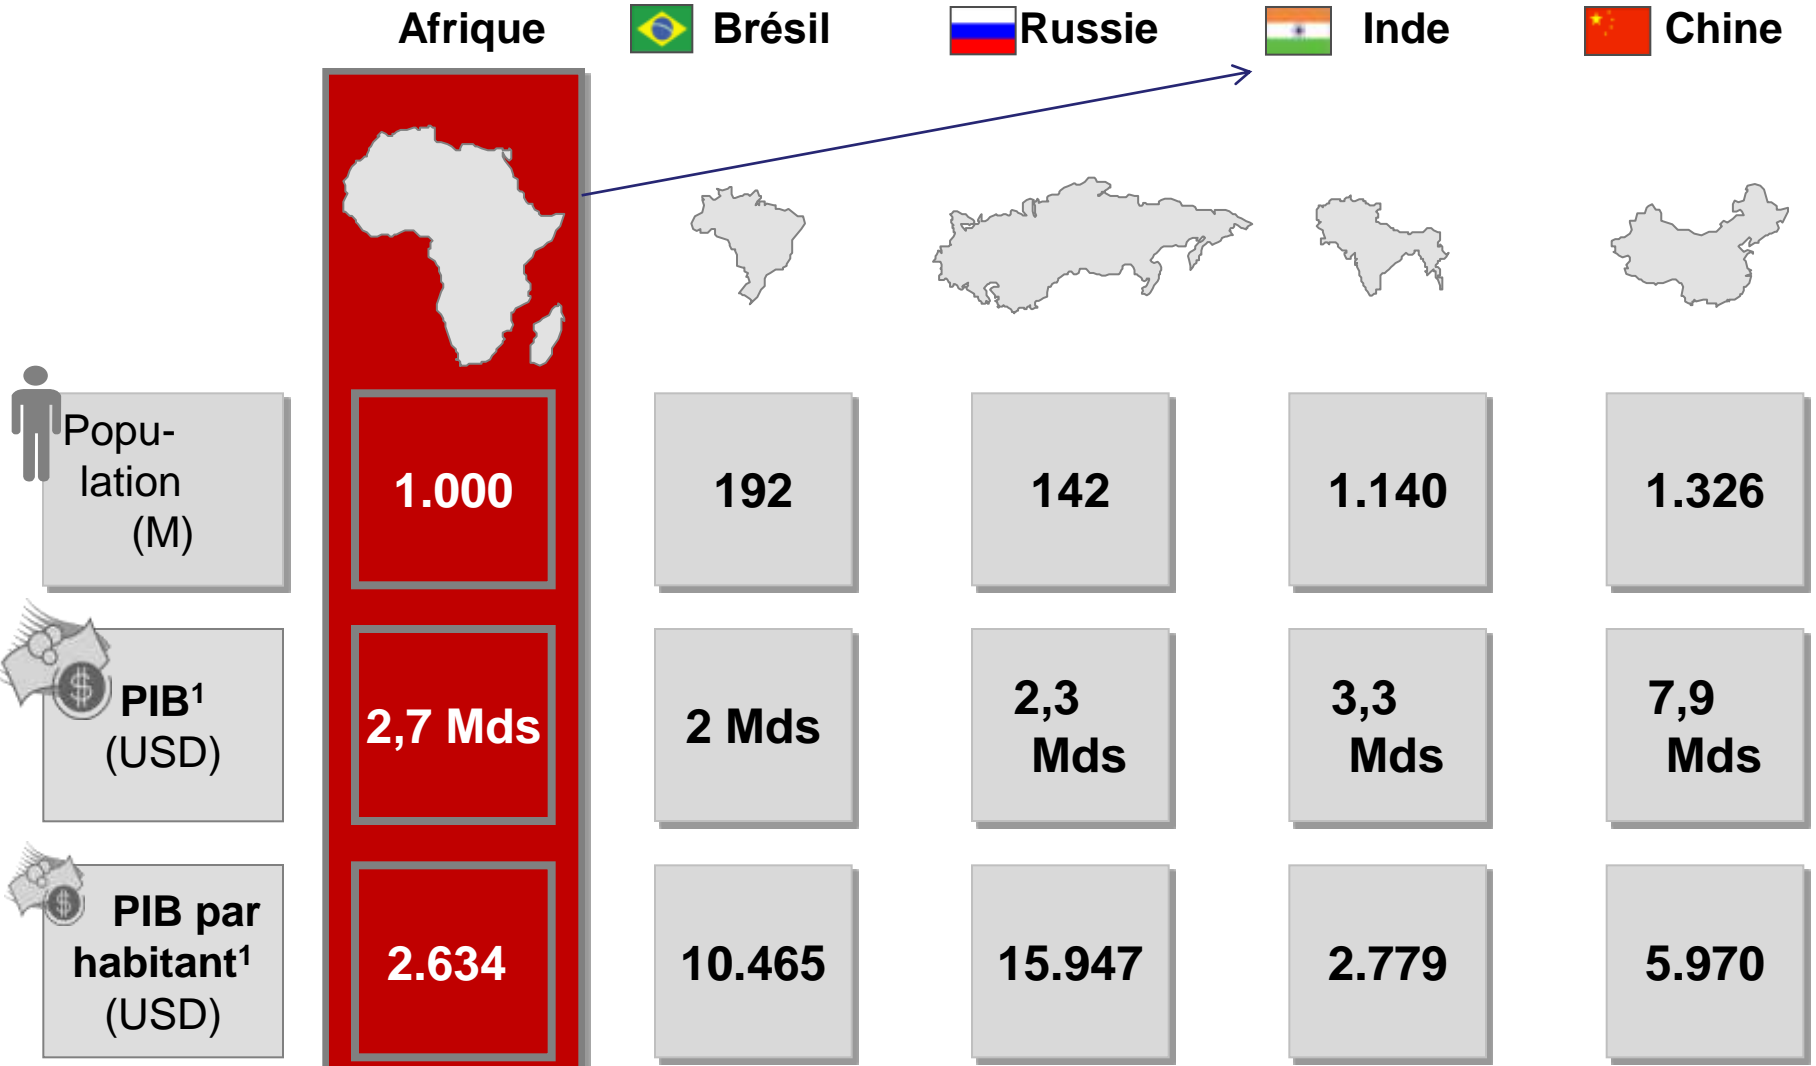 Afrique Brésil Russie Inde Chine
Popu-
lation
(M)
1.000 192 142 1.140 1.326
PIB¹
(USD)
2,7 Mds 2 Mds 2,3 Mds 3,3 Mds 7,9 Mds
PIB par
habitant¹
(USD)
2.634 10.465 15.947 2.779 5.970